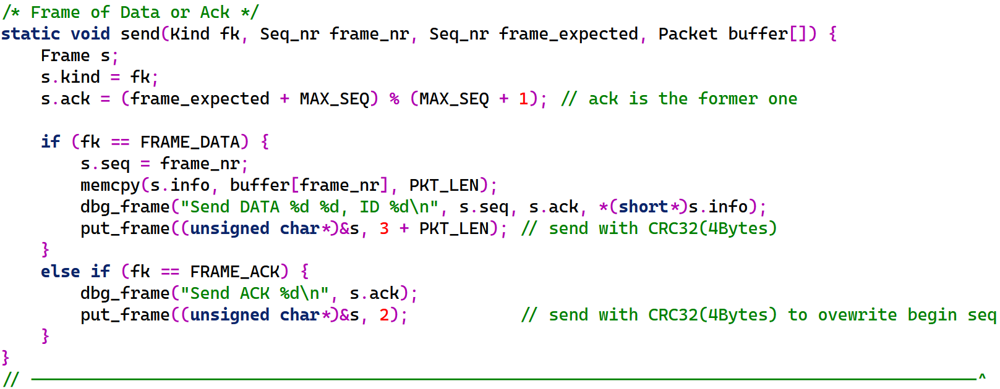 /* Frame of Data or Ack */
static void send(Kind fk, Seq_nr frame_nr, Seq_nr frame_expected, Packet buffer[]) {
    Frame s;
    s.kind = fk;
    s.ack = (frame_expected + MAX_SEQ) % (MAX_SEQ + 1); // ack is the former one

    if (fk == FRAME_DATA) {
        s.seq = frame_nr;
        memcpy(s.info, buffer[frame_nr], PKT_LEN);
        dbg_frame("Send DATA %d %d, ID %d\n", s.seq, s.ack, *(short*)s.info);
        put_frame((unsigned char*)&s, 3 + PKT_LEN); // send with CRC32(4Bytes)
    }
    else if (fk == FRAME_ACK) {
        dbg_frame("Send ACK %d\n", s.ack);
        put_frame((unsigned char*)&s, 2);           // send with CRC32(4Bytes) to ovewrite begin seq
    }
}
// ———————————————————————————————————————————————^